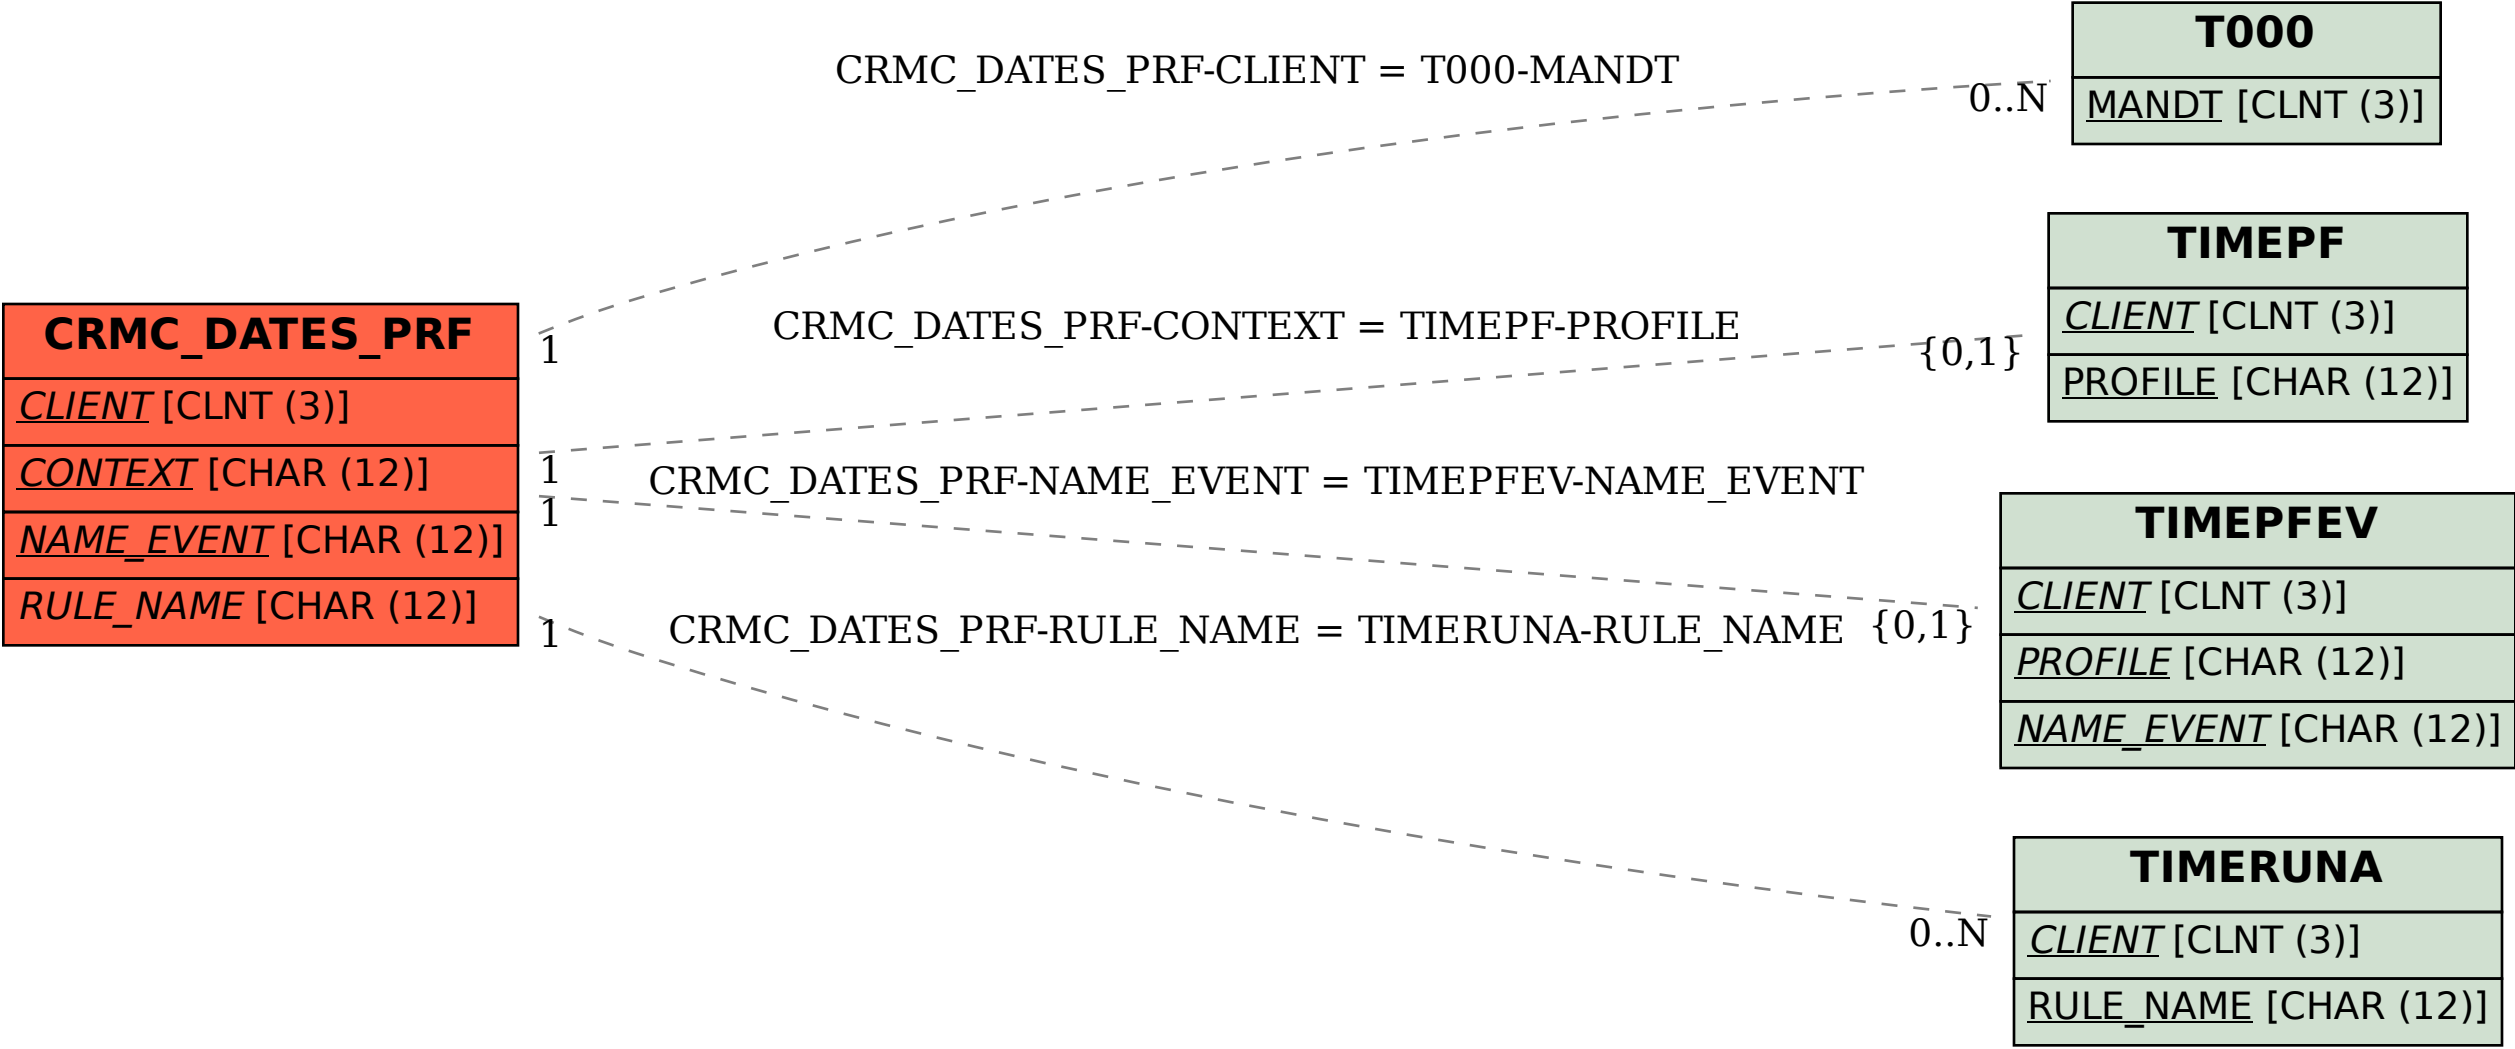 CRMC_DATES_PRF
CLIENT [CLNT (3)]
CONTEXT [CHAR (12)]
NAME_EVENT [CHAR (12)]
RULE_NAME [CHAR (12)]
CRMC_DATES_PRF-CLIENT = T000-MANDT
1
0..N
CRMC_DATES_PRF-CONTEXT = TIMEPF-PROFILE
1
{0,1}
CRMC_DATES_PRF-NAME_EVENT = TIMEPFEV-NAME_EVENT
1
{0,1}
CRMC_DATES_PRF-RULE_NAME = TIMERUNA-RULE_NAME
1
0..N
T000
MANDT [CLNT (3)]
TIMEPF
CLIENT [CLNT (3)]
PROFILE [CHAR (12)]
TIMEPFEV
CLIENT [CLNT (3)]
PROFILE [CHAR (12)]
NAME_EVENT [CHAR (12)]
TIMERUNA
CLIENT [CLNT (3)]
RULE_NAME [CHAR (12)]